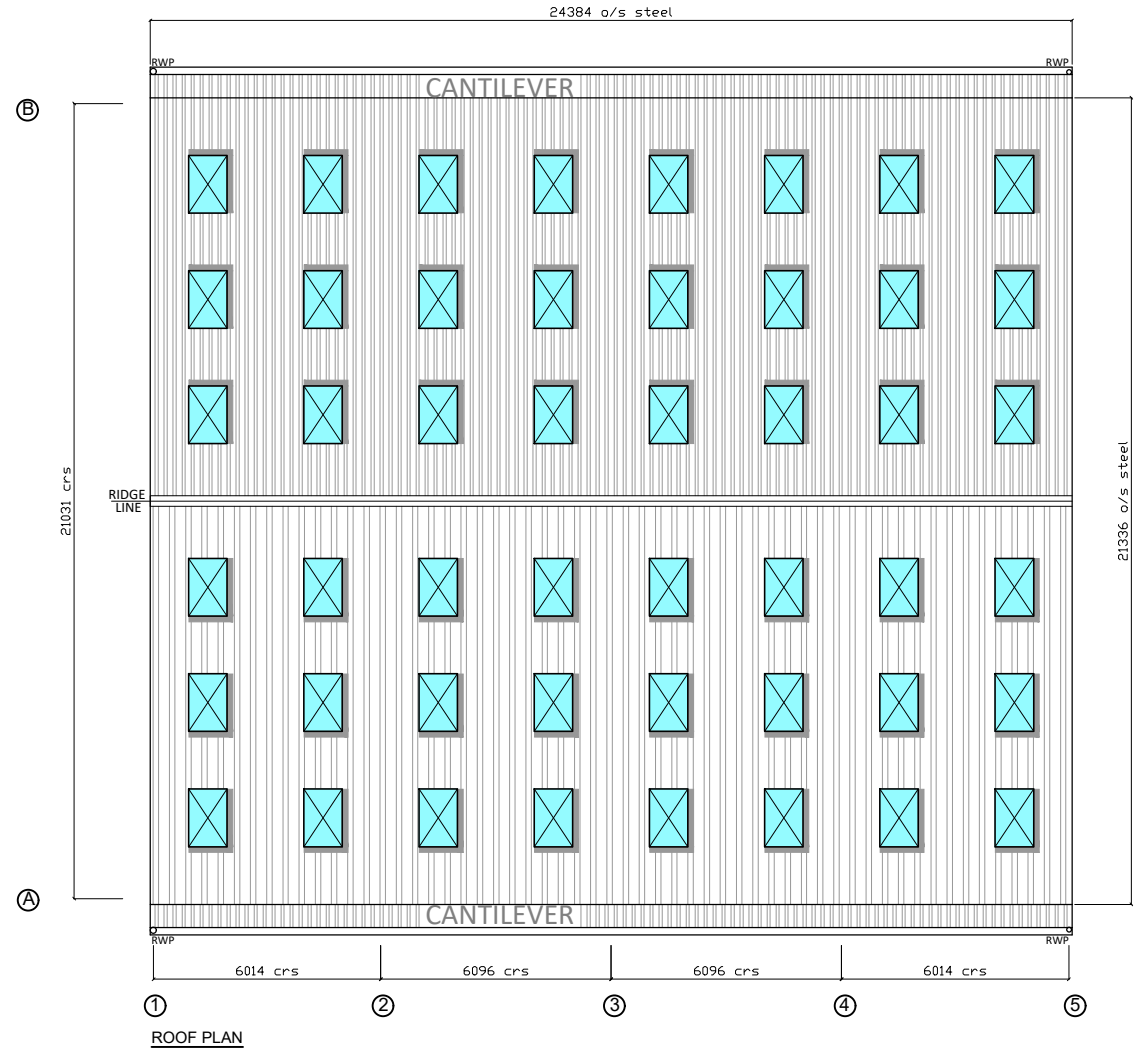 24384 o/s steel
RWP
RWP
CANTILEVER
B
21031 crs
RIDGE
LINE
21336 o/s steel
A
CANTILEVER
RWP
RWP
6014 crs
6096 crs
6096 crs
6014 crs
1
2
3
4
5
ROOF PLAN